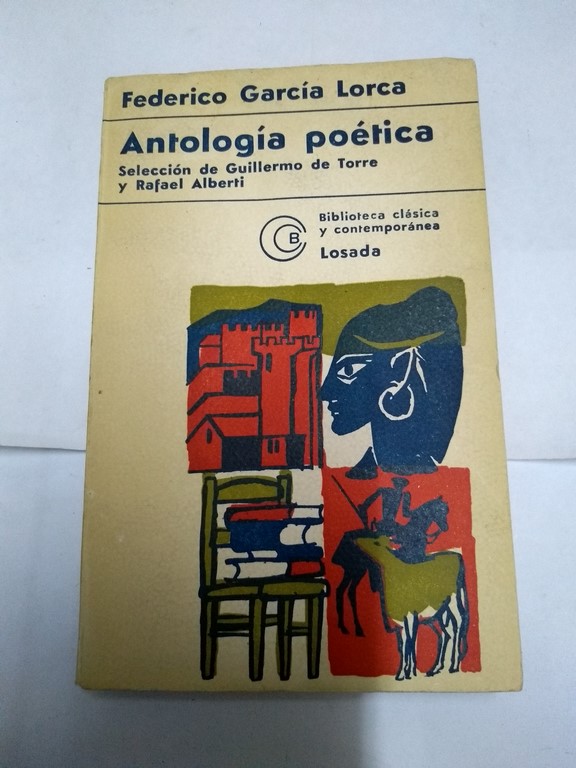 Federico García Lorca
Antología poética
Selección de Guillermo de Torre
y Rafael Alberti
B
Biblioteca clásica
y contemporánea
Losada